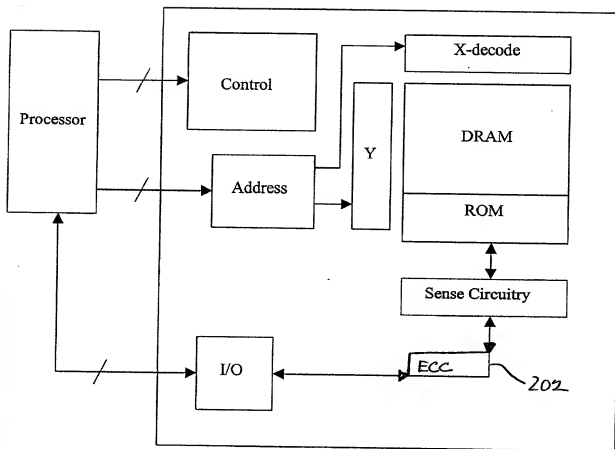 X-decode
Processor
Control
DRAM
Y
Address
ROM
Sense Circuitry
I/O
ECC
202